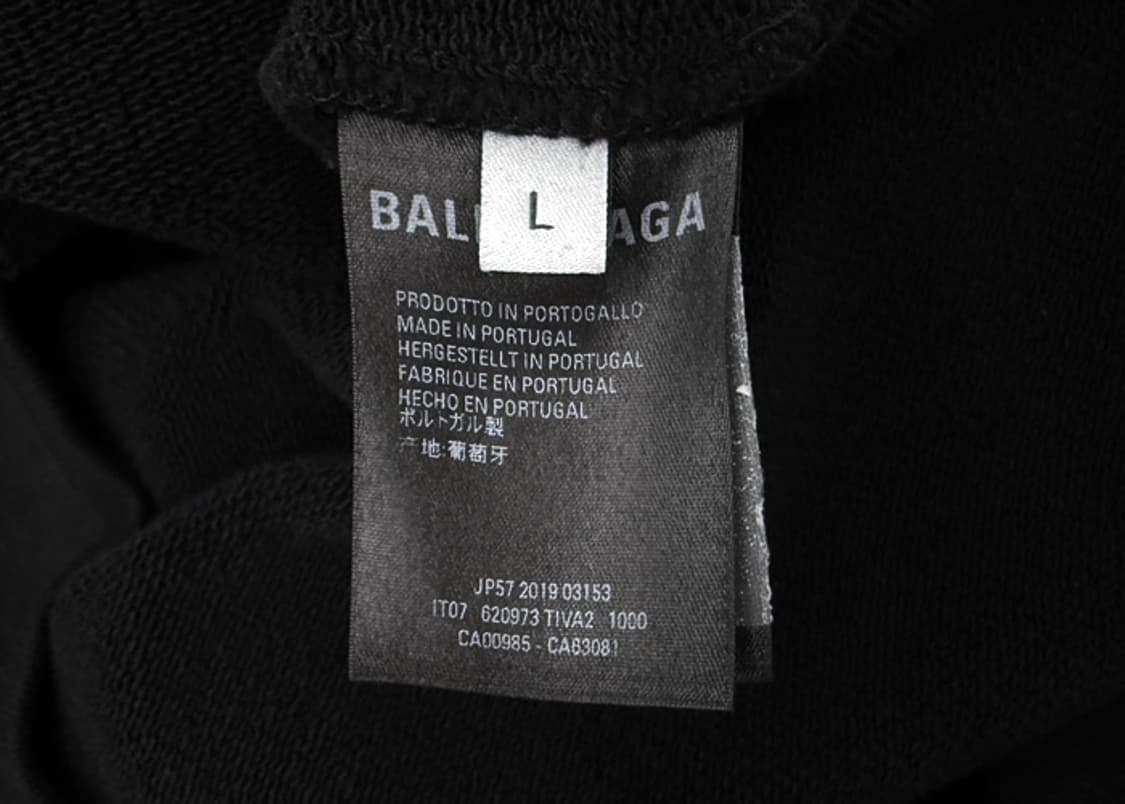 BAL AGA
L
PRODOTTO IN PORTOGALLO
MADE IN PORTUGAL
HERGESTELLT IN PORTUGAL
FABRIQUE EN PORTUGAL
HECHO EN PORTUGAL
ポルトガル製
产地:葡萄牙
JP57 2019 03153
IT07 620973 TIVA2 1000
CA00985 - CA63081